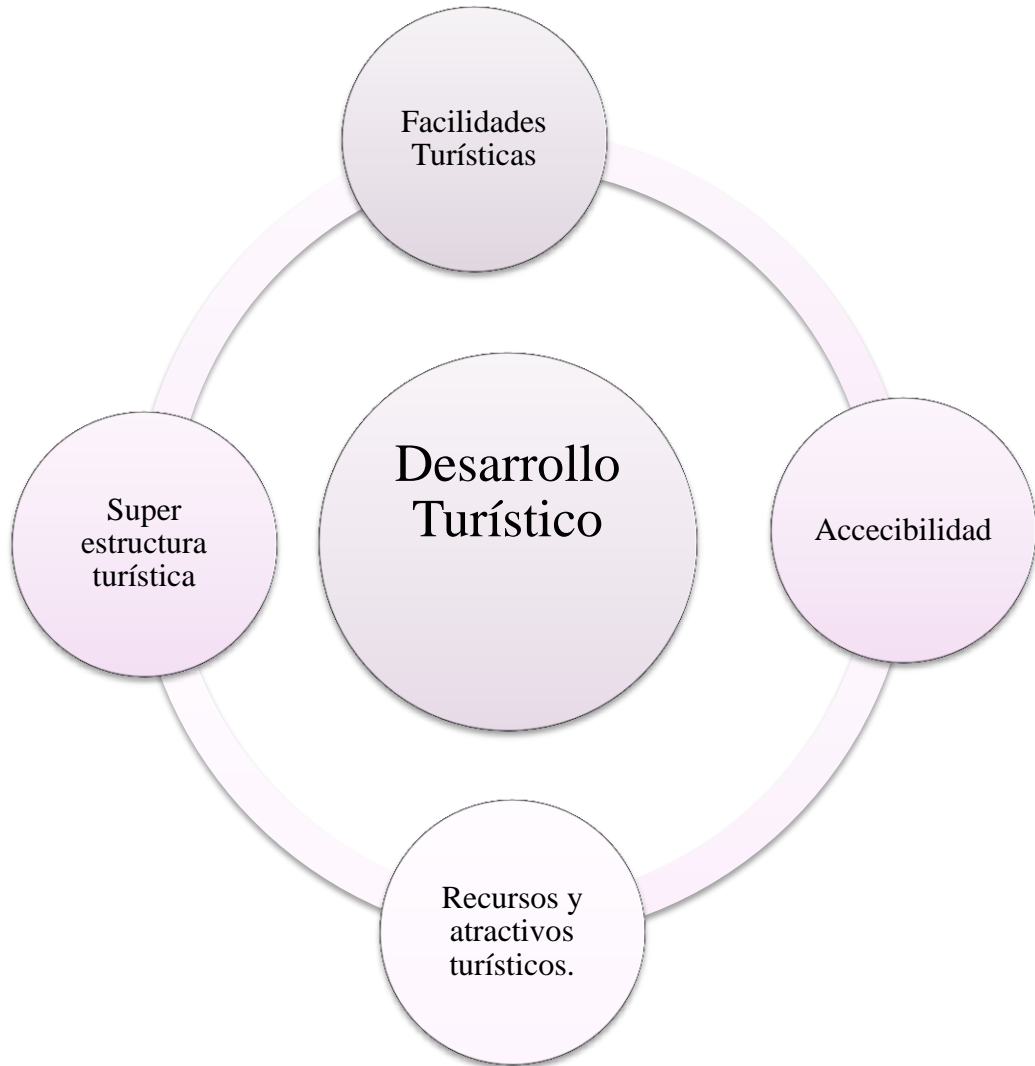 Facilidades
Turísticas
Desarrollo
Turístico
Super
estructura
turística
Accecibilidad
Recursos y
atractivos
turísticos.